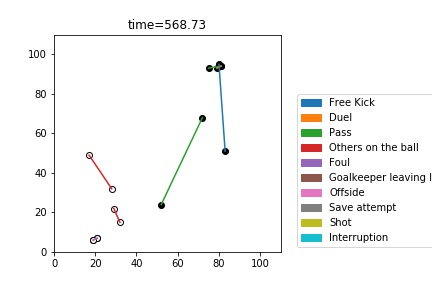 time=568.73
100
80
60
40
20
0
0 20 40 60 80 100
Free Kick
Duel
Pass
Others on the ball
Foul
Goalkeeper leaving l
Offside
Save attempt
Shot
Interruption